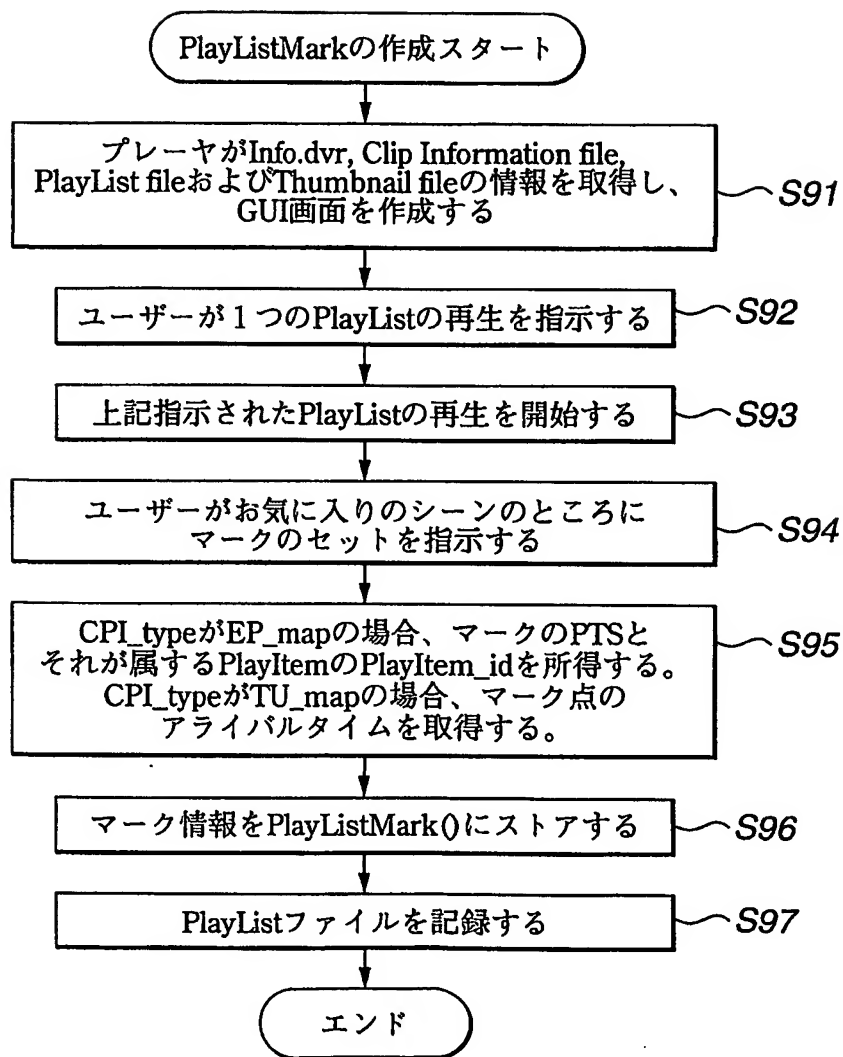 PlayListMarkの作成スタート
プレーヤがInfo.dvr, Clip Information file,
PlayList fileおよびThumbnail fileの情報を取得し、
GUI画面を作成する
S91
ユーザーが１つのPlayListの再生を指示する
S92
上記指示されたPlayListの再生を開始する
S93
ユーザーがお気に入りのシーンのところに
マークのセットを指示する
S94
CPI_typeがEP_mapの場合、マークのPTSと
それが属するPlayItemのPlayItem_idを所得する。
CPI_typeがTU_mapの場合、マーク点の
アライバルタイムを取得する。
S95
マーク情報をPlayListMark()にストアする
S96
PlayListファイルを記録する
S97
エンド